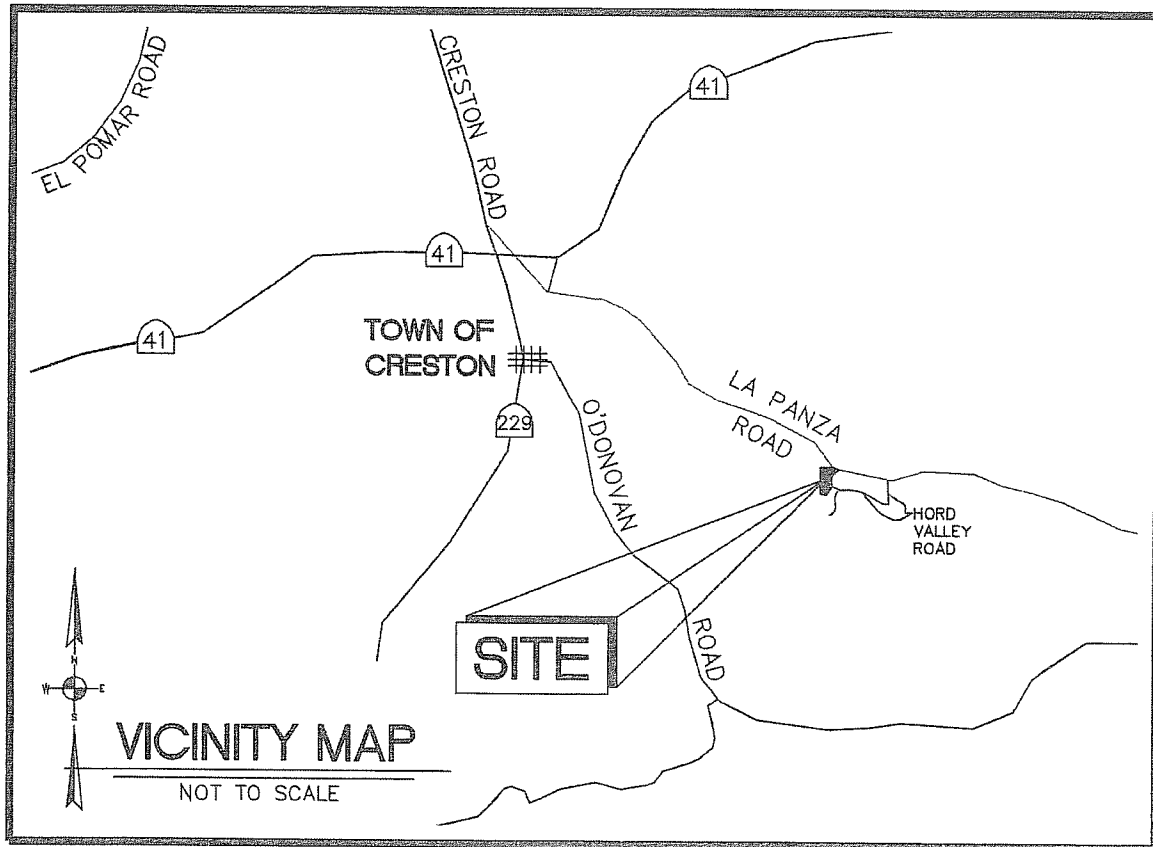 EL POMAR ROAD
CRESTON ROAD
41
41
41
TOWN OF
CRESTON
229
O'DONOVAN
ROAD
LA PANZA
ROAD
HORD
VALLEY
ROAD
SITE
N
W
E
S
VICINITY MAP
NOT TO SCALE